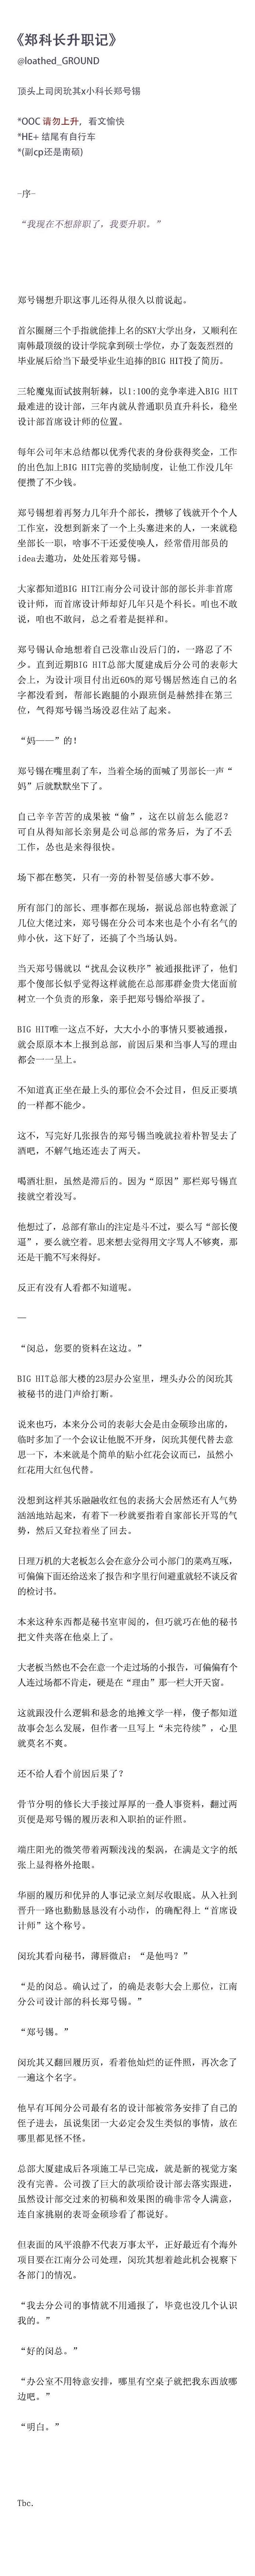 《郑科长升职记》
@loathed_GROUND
顶头上司闵玧其x小科长郑号锡
*OOC 请勿上升，看文愉快
*HE+ 结尾有自行车
*(副cp还是南硕)
-序-
“我现在不想辞职了，我要升职。”
郑号锡想升职这事儿还得从很久以前说起。
首尔圈掰三个手指就能排上名的SKY大学出身，又顺利在
南韩最顶级的设计学院拿到硕士学位，办了轰轰烈烈的
毕业展后给当下最受毕业生追捧的BIG HIT投了简历。
三轮魔鬼面试披荆斩棘，以1:100的竞争率进入BIG HIT
最难进的设计部，三年内就从普通职员直升科长，稳坐
设计部首席设计师的位置。
每年公司年末总结都以优秀代表的身份获得奖金，工作
的出色加上BIG HIT完善的奖励制度，让他工作没几年
便攒了不少钱。
郑号锡想着再努力几年升个部长，攒够了钱就开个个人
工作室，没想到新来了一个上头塞进来的人，一来就稳
坐部长一职，啥事不干还爱使唤人，经常借用部员的
idea去邀功，处处压着郑号锡。
大家都知道BIG HIT江南分公司设计部的部长并非首席
设计师，而首席设计师却好几年只是个科长。咱也不敢
说，咱也不敢问，总之看着是挺祥和。
郑号锡认命地想着自己没靠山没后门的，一路忍了不
少。直到近期BIG HIT总部大厦建成后分公司的表彰大
会上，为设计项目付出近60%的郑号锡居然连自己的名
字都没看到，帮部长跑腿的小跟班倒是赫然排在第三
位，气得郑号锡当场没忍住站了起来。
“妈——”的！
郑号锡在嘴里刹了车，当着全场的面喊了男部长一声“
妈”后就默默坐下了。
自己辛辛苦苦的成果被“偷”，这在以前怎么能忍？
可自从得知部长亲舅是公司总部的常务后，为了不丢
工作，怂也是来得很快。
场下都在憋笑，只有一旁的朴智旻倍感大事不妙。
所有部门的部长、理事都在现场，据说总部也特意派了
几位大佬过来，郑号锡在分公司本来也是个小有名气的
帅小伙，这下好了，还搞了个当场认妈。
当天郑号锡就以“扰乱会议秩序”被通报批评了，他们
那个傻部长似乎觉得这样就能在总部那群金贵大佬面前
树立一个负责的形象，亲手把郑号锡给举报了。
BIG HIT唯一这点不好，大大小小的事情只要被通报，
就会原原本本上报到总部，前因后果和当事人写的理由
都会一一呈上。
不知道真正坐在最上头的那位会不会过目，但反正要填
的一样都不能少。
这不，写完好几张报告的郑号锡当晚就拉着朴智旻去了
酒吧，不解气地还连去了两天。
喝酒壮胆，虽然是滞后的。因为“原因”那栏郑号锡直
接就空着没写。
他想过了，总部有靠山的注定是斗不过，要么写“部长傻
逼”，要么就空着。思来想去觉得用文字骂人不够爽，那
还是干脆不写来得好。
反正有没有人看都不知道呢。
—
“闵总，您要的资料在这边。”
BIG HIT总部大楼的23层办公室里，埋头办公的闵玧其
被秘书的进门声给打断。
说来也巧，本来分公司的表彰大会是由金硕珍出席的，
临时多加了一个会议让他脱不开身，闵玧其便代替去意
思一下，本来就是个简单的贴小红花会议而已，虽然小
红花用大红包代替。
没想到这样其乐融融收红包的表扬大会居然还有人气势
汹汹地站起来，有着下一秒就要指着自家部长开骂的气
势，然后又耷拉着坐了回去。
日理万机的大老板怎么会在意分公司小部门的菜鸡互啄，
可偏偏下面还给送来了报告和字里行间避重就轻不谈反省
的检讨书。
本来这种东西都是秘书室审阅的，但巧就巧在他的秘书
把文件夹落在他桌上了。
大老板当然也不会在意一个走过场的小报告，可偏偏有个
人连过场都不肯走，硬是在“理由”那一栏大开天窗。
这就跟没什么逻辑和悬念的地摊文学一样，傻子都知道
故事会怎么发展，但作者一旦写上“未完待续”，心里
就莫名不爽。
还不给人看个前因后果了？
骨节分明的修长大手接过厚厚的一叠人事资料，翻过两
页便是郑号锡的履历表和入职拍的证件照。
端庄阳光的微笑带着两颗浅浅的梨涡，在满是文字的纸
张上显得格外抢眼。
华丽的履历和优异的人事记录立刻尽收眼底。从入社到
晋升一路也勤勤恳恳没有小动作，的确配得上“首席设
计师”这个称号。
闵玧其看向秘书，薄唇微启：“是他吗？”
“是的闵总。确认过了，的确是表彰大会上那位，江南
分公司设计部的科长郑号锡。”
“郑号锡。”
闵玧其又翻回履历页，看着他灿烂的证件照，再次念了
一遍这个名字。
他早有耳闻分公司最有名的设计部被常务安排了自己的
侄子进去，虽说集团一大必定会发生类似的事情，放在
哪里都见怪不怪。
总部大厦建成后各项施工早已完成，就是新的视觉方案
没有完善。公司拨了巨大的款项给设计部去落实跟进，
虽然设计部交过来的初稿和效果图的确非常令人满意，
连自家挑剔的表哥金硕珍看了都说好。
但表面的风平浪静不代表万事太平，正好最近有个海外
项目要在江南分公司处理，闵玧其想着趁此机会视察下
各部门的情况。
“我去分公司的事情就不用通报了，毕竟也没几个认识
我的。”
“好的闵总。”
“办公室不用特意安排，哪里有空桌子就把我东西放哪
边吧。”
“明白。”
Tbc.